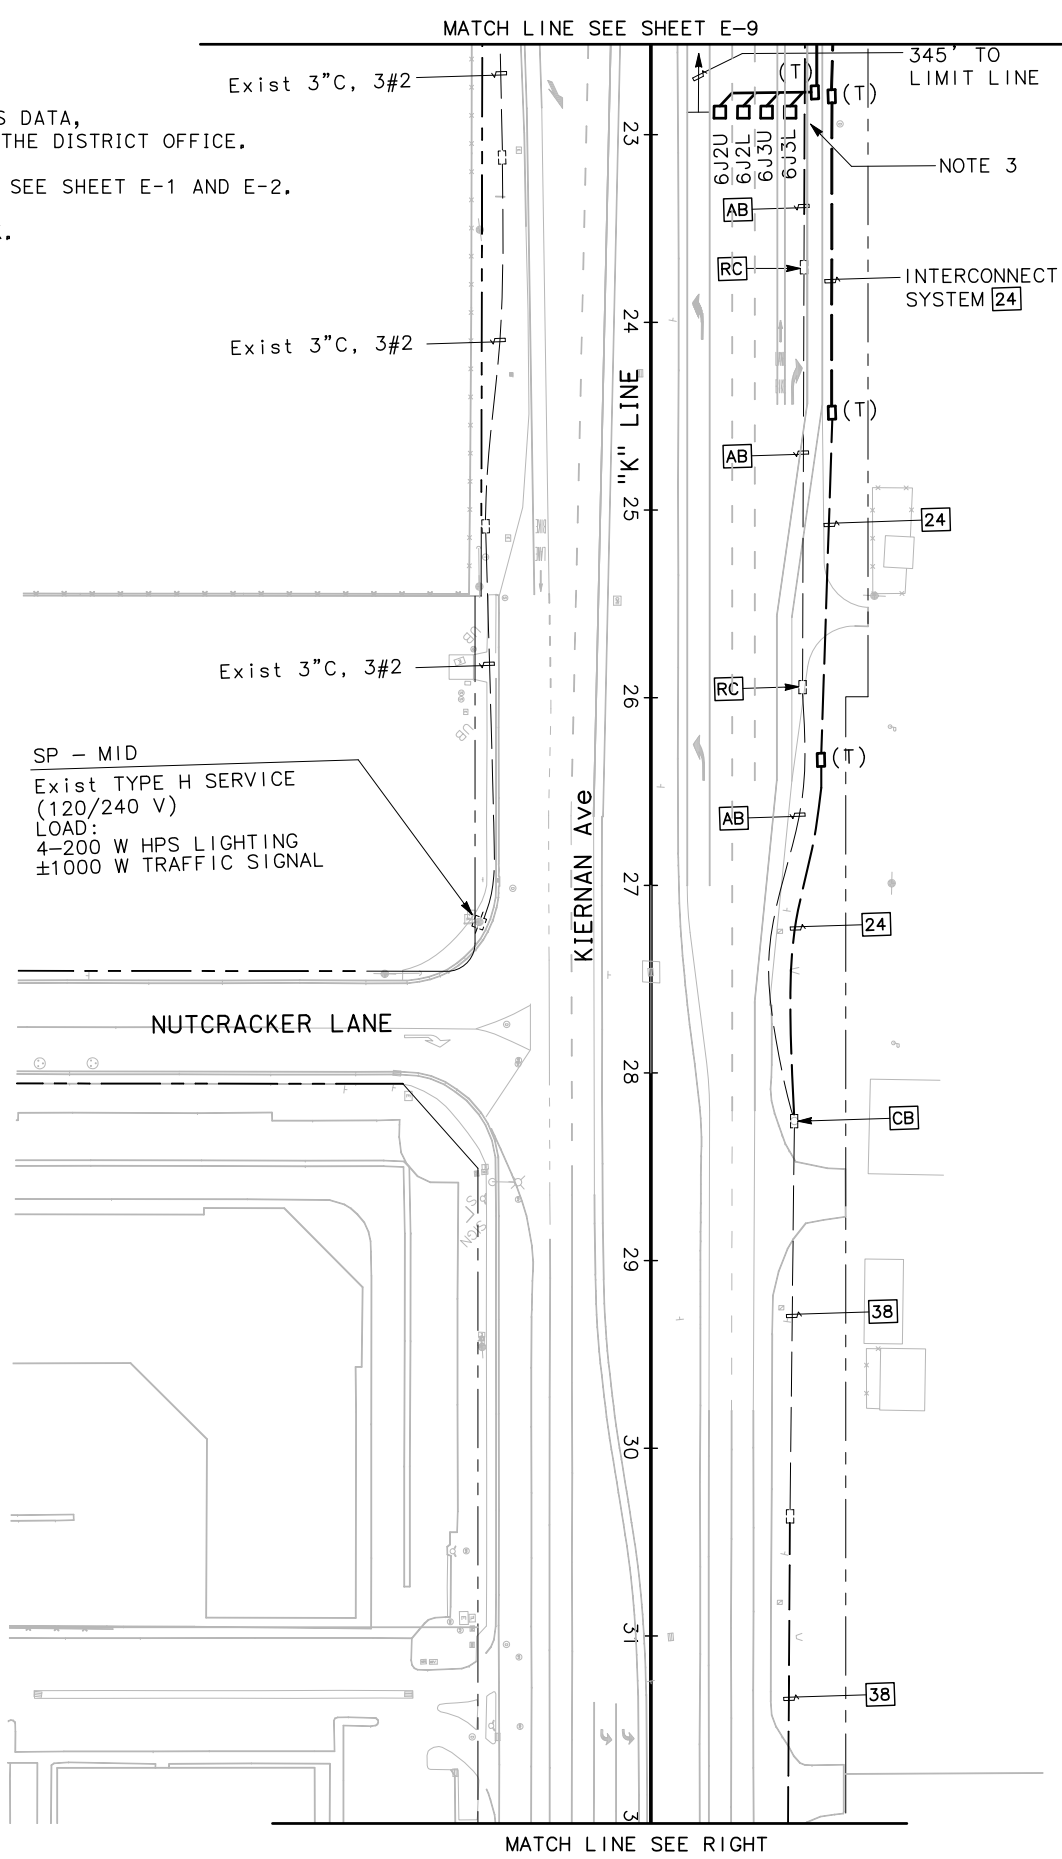 MATCH LINE SEE SHEET E-9
Exist 3"C, 3#2
345' TO
LIMIT LINE
(T)
(T)
S DATA,
THE DISTRICT OFFICE.
23
6J2U
6J2L
6J3U
6J3L
NOTE 3
SEE SHEET E-1 AND E-2.
AB
RC
INTERCONNECT
SYSTEM 24
24
Exist 3"C, 3#2
"K" LINE
(T)
AB
25
24
BIKE
LANE
Exist 3"C, 3#2
RC
26
SP - MID
Exist TYPE H SERVICE
(120/240 V)
LOAD:
4-200 W HPS LIGHTING
±1000 W TRAFFIC SIGNAL
(T)
AB
KIERNAN Ave
27
24
NUTCRACKER LANE
28
CB
SIGN
29
38
30
31
38
3
MATCH LINE SEE RIGHT